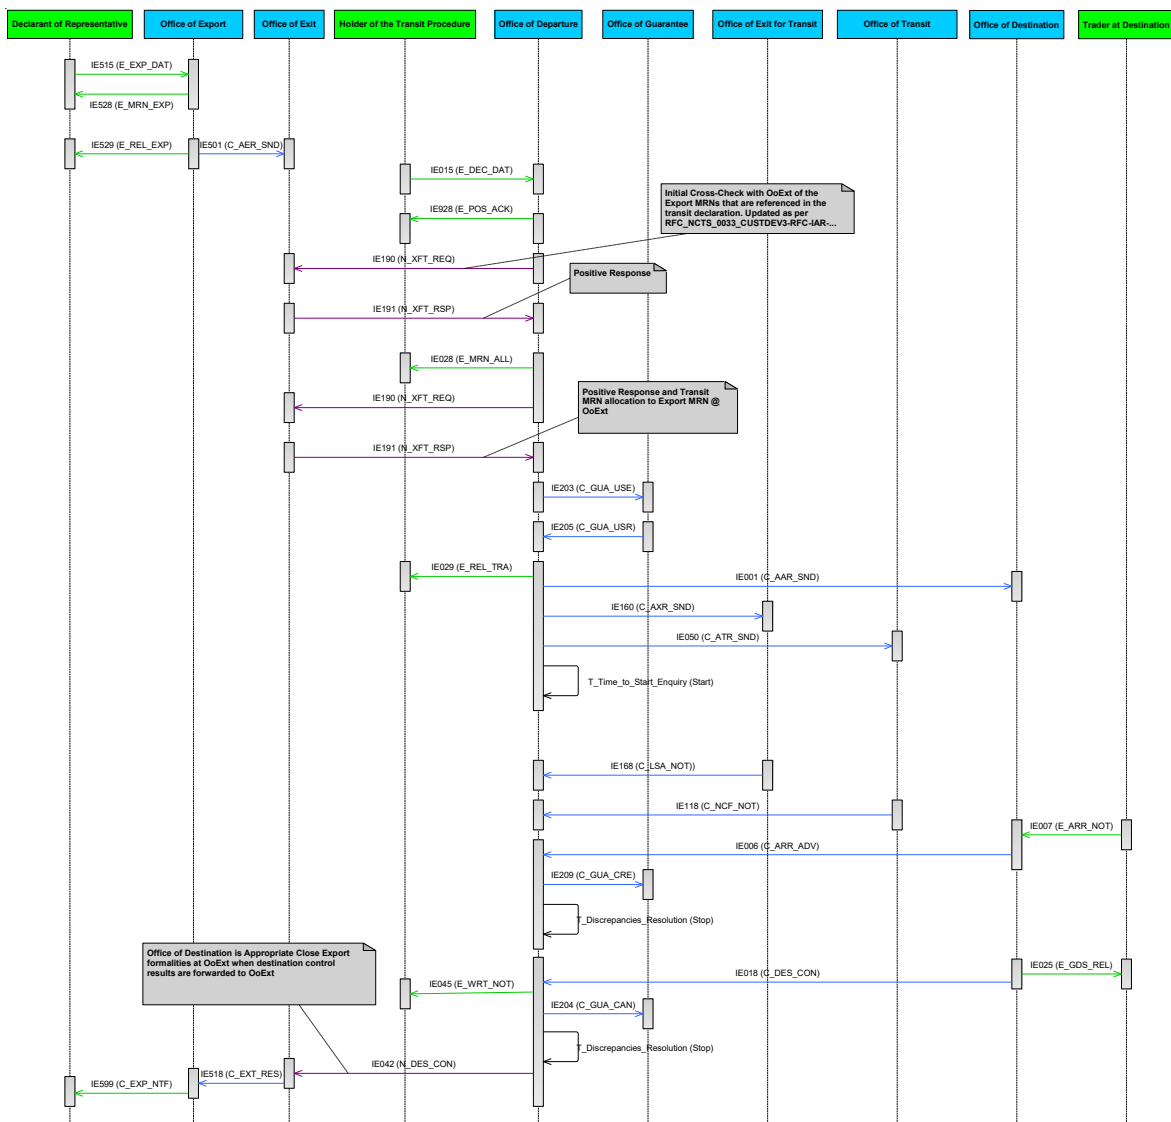 Declarant of Representative
Office of Export
Office of Exit
Holder of the Transit Procedure
Office of Departure
Office of Guarantee
Office of Exit for Transit
Office of Transit
Office of Destination
Trader at Destination
IE515 (E_EXP_DAT)
IE528 (E_MRN_EXP)
IE529 (E_REL_EXP)
IE501 (C_AER_SND)
IE015 (E_DEC_DAT)
Initial Cross-Check with OoExt of the
Export MRNs that are referenced in the
transit declaration. Updated as per
RFC_NCTS_0033_CUSTDEV3-RFC-IAR-...
IE928 (E_POS_ACK)
IE190 (N_XFT_REQ)
Positive Response
IE191 (N_XFT_RSP)
IE028 (E_MRN_ALL)
Positive Response and Transit
MRN allocation to Export MRN @
OoExt
IE190 (N_XFT_REQ)
IE191 (N_XFT_RSP)
IE203 (C_GUA_USE)
IE205 (C_GUA_USR)
IE029 (E_REL_TRA)
IE001 (C_AAR_SND)
IE160 (C_AXR_SND)
IE050 (C_ATR_SND)
T_Time_to_Start_Enquiry (Start)
IE168 (C_LSA_NOT))
IE118 (C_NCF_NOT)
IE007 (E_ARR_NOT)
IE006 (C_ARR_ADV)
IE209 (C_GUA_CRE)
T_Discrepancies_Resolution (Stop)
Office of Destination is Appropriate Close Export
formalities at OoExt when destination control
results are forwarded to OoExt
IE018 (C_DES_CON)
IE025 (E_GDS_REL)
IE045 (E_WRT_NOT)
IE204 (C_GUA_CAN)
T_Discrepancies_Resolution (Stop)
IE042 (N_DES_CON)
IE518 (C_EXT_RES)
IE599 (C_EXP_NTF)